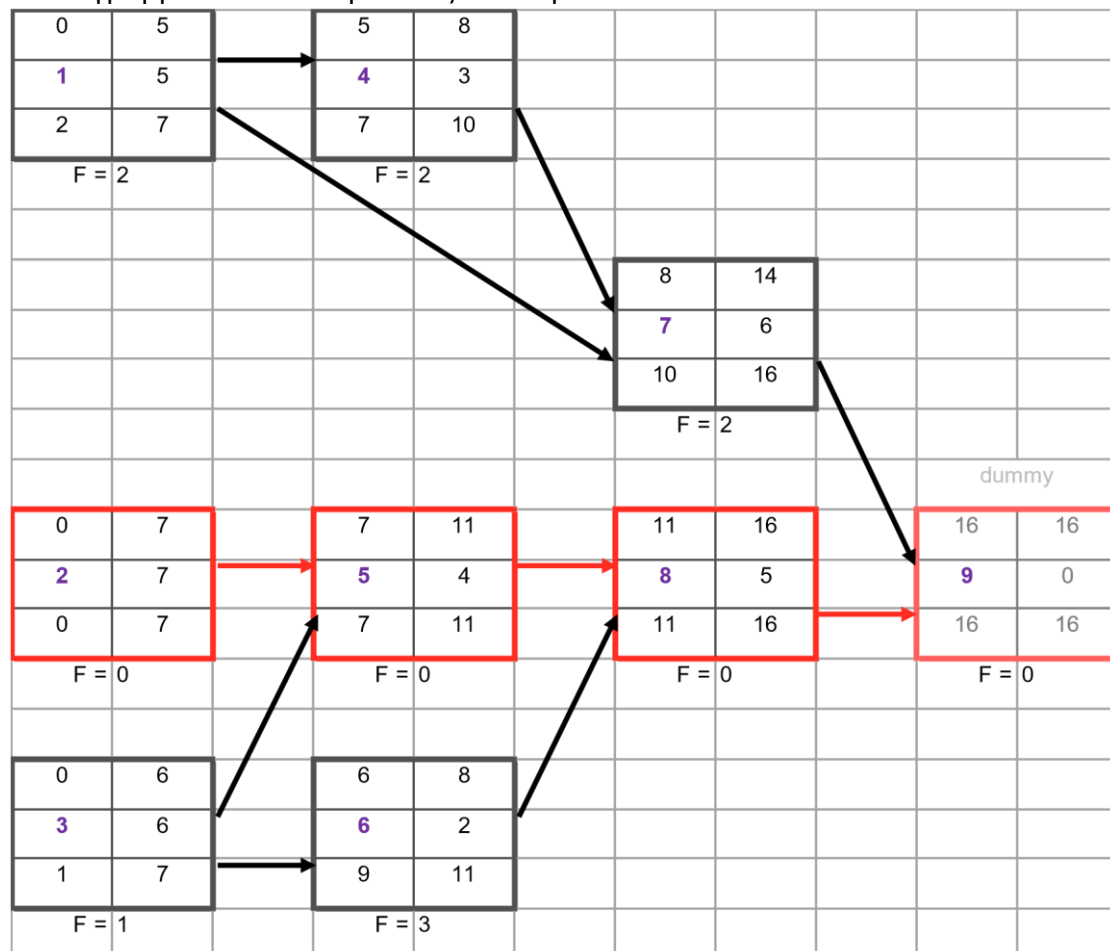 0 5 5 8
1 5 4 3
2 7 7 10
F = 2 F = 2
8 14
7 6
10 16
F = 2
dummy
0 7 7 11 11 16 16 16
2 7 5 4 8 5 9 0
0 7 7 11 11 16 16 16
F = 0 F = 0 F = 0 F = 0
0 6 6 8
3 6 6 2
1 7 9 11
F = 1 F = 3